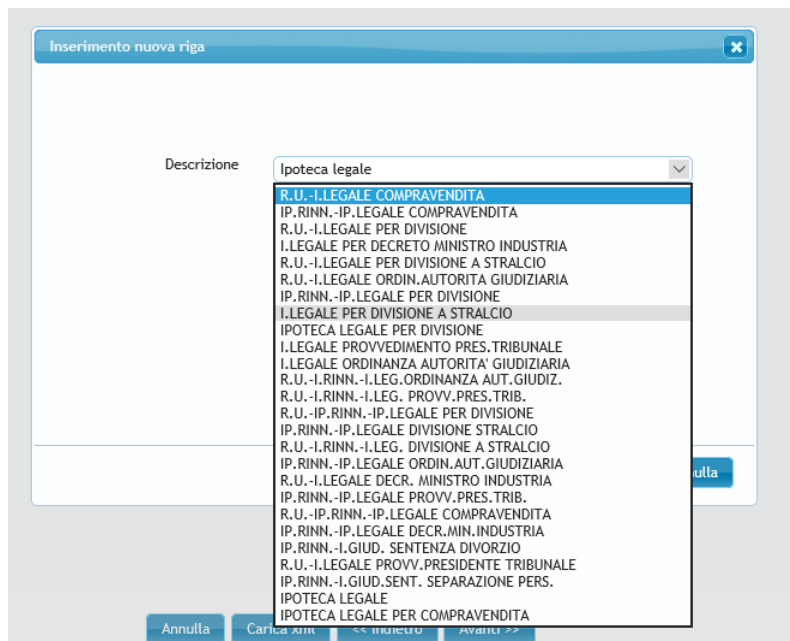 Inserimento nuova riga
Descrizione
Ipoteca legale
R.U.-I.LEGALE COMPRAVENDITA
IP.RINN.-IP.LEGALE COMPRAVENDITA
R.U.-I.LEGALE PER DIVISIONE
I.LEGALE PER DECRETO MINISTRO INDUSTRIA
R.U.-I.LEGALE PER DIVISIONE A STRALCIO
R.U.-I.LEGALE ORDIN.AUTORITA GIUDIZIARIA
IP.RINN.-IP.LEGALE PER DIVISIONE
I.LEGALE PER DIVISIONE A STRALCIO
IPOTECA LEGALE PER DIVISIONE
I.LEGALE PROVVEDIMENTO PRES.TRIBUNALE
I.LEGALE ORDINANZA AUTORITA' GIUDIZIARIA
R.U.-I.RINN.-I.LEG.ORDINANZA AUT.GIUDIZ.
R.U.-I.RINN.-I.LEG. PROVV.PRES.TRIB.
R.U.-IP.RINN.-IP.LEGALE PER DIVISIONE
IP.RINN-IP.LEGALE DIVISIONE STRALCIO
R.U.-I.RINN.-I.LEG. DIVISIONE A STRALCIO
IP.RINN.-IP.LEGALE ORDIN.AUT.GIUDIZIARIA
R.U.-I.LEGALE DECR. MINISTRO INDUSTRIA
IP.RINN.-IP.LEGALE PROVV.PRES.TRIB.
R.U.-IP.RINN.-IP.LEGALE COMPRAVENDITA
IP.RINN.-IP.LEGALE DECR.MIN.INDUSTRIA
IP.RINN.-I.GIUD. SENTENZA DIVORZIO
R.U.-I.LEGALE PROVV.PRESIDENTE TRIBUNALE
IP.RINN.-I.GIUD.SENT. SEPARAZIONE PERS.
IPOTECA LEGALE
IPOTECA LEGALE PER COMPRAVENDITA
ulla
Annulla Carica xml << Indietro Avanti >>